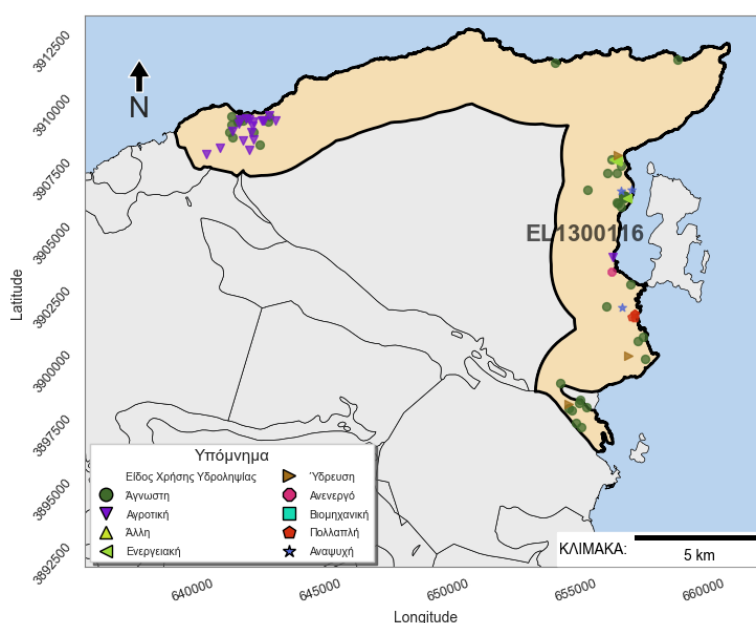 3912500
3910000
3907500
3905000
3902500
3900000
3897500
3895000
3892500
Latitude
N
EL1300116
Υπόμνημα
Είδος Χρήσης Υδροληψίας
Άγνωστη
Αγροτική
Άλλη
Ενεργειακή
Ύδρευση
Ανενεργό
Βιομηχανική
Πολλαπλή
Αναψυχή
ΚΛΙΜΑΚΑ:
5 km
640000
645000
650000
655000
660000
Longitude